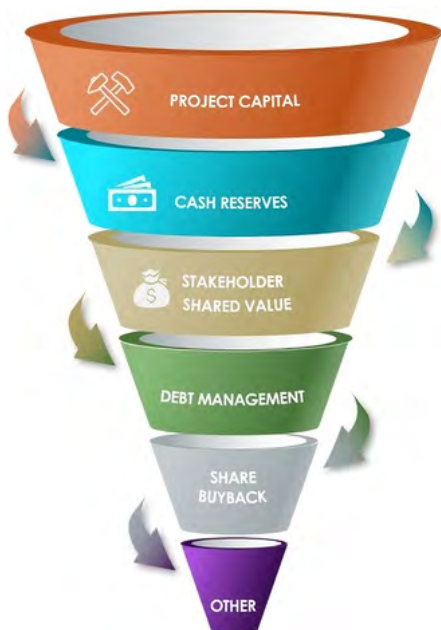 PROJECT CAPITAL
CASH RESERVES
STAKEHOLDER
SHARED VALUE
DEBT MANAGEMENT
SHARE
BUYBACK
OTHER
$